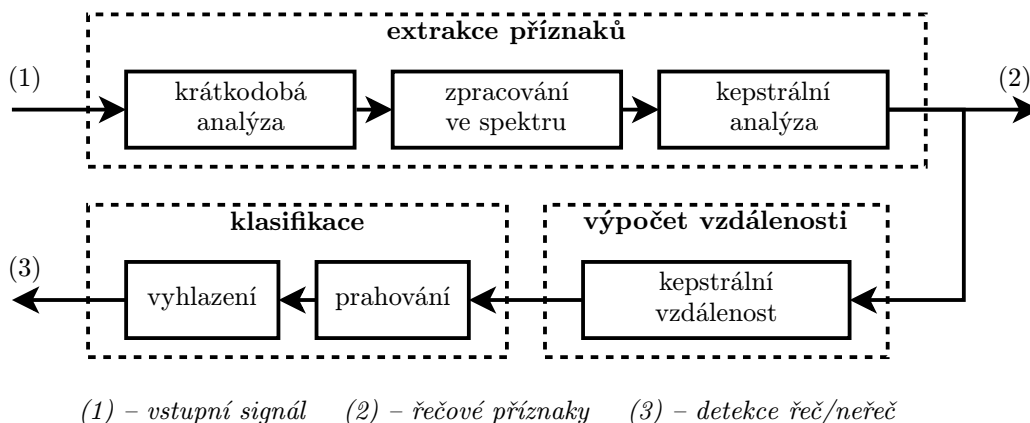 extrakce příznaků
(1)
krátkodobá
analýza
zpracování
ve spektru
kepstrální
analýza
(2)
klasifikace
výpočet vzdálenosti
(3)
vyhlazení
prahování
kepstrální
vzdálenost
(1) – vstupní signál (2) – řečové příznaky (3) – detekce řeč/neřeč